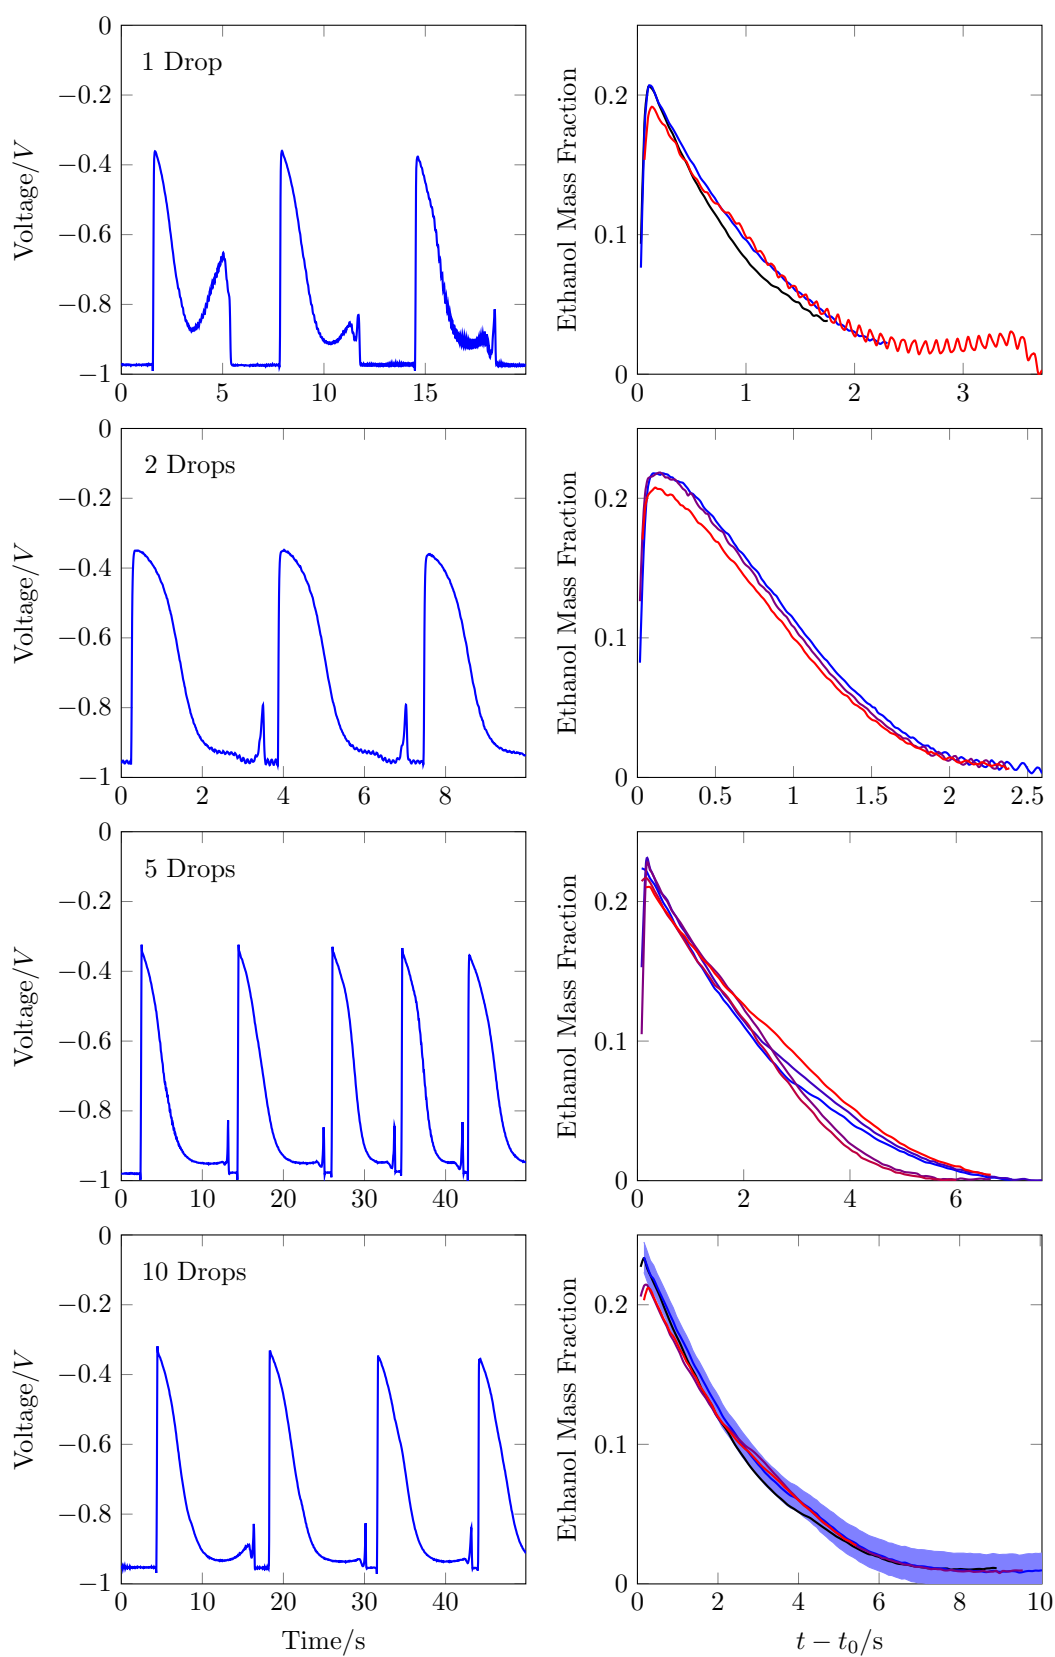 0
−0.2
−0.4
−0.6
−0.8
−1
Voltage/V
1 Drop
0 5 10 15
0.2
0.1
0
Ethanol Mass Fraction
0 1 2 3
0
−0.2
−0.4
−0.6
−0.8
−1
Voltage/V
2 Drops
0 2 4 6 8
0.2
0.1
0
Ethanol Mass Fraction
0 0.5 1 1.5 2 2.5
0
−0.2
−0.4
−0.6
−0.8
−1
Voltage/V
5 Drops
0 10 20 30 40
0.2
0.1
0
Ethanol Mass Fraction
0 2 4 6
0
−0.2
−0.4
−0.6
−0.8
−1
Voltage/V
10 Drops
0 10 20 30 40
Time/s
0.2
0.1
0
Ethanol Mass Fraction
0 2 4 6 8 10
t − t₀/s